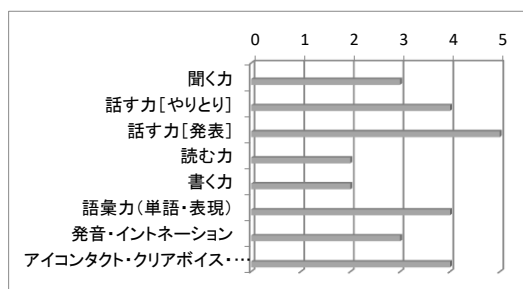 0 1 2 3 4 5
聞く力
話す力[やりとり]
話す力[発表]
読む力
書く力
語彙力(単語・表現)
発音・イントネーション
アイコンタクト・クリアボイス・…